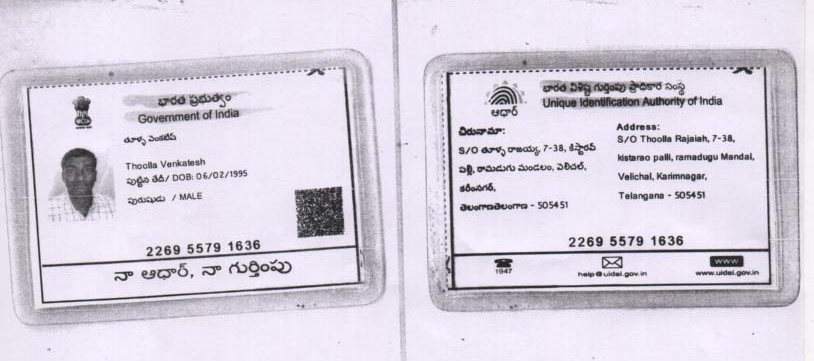 భారత ప్రభుత్వం
Government of India
తూళ్ళ వెంకటేష్
Thoolla Venkatesh
పుట్టిన తేదీ/ DOB: 06/02/1995
పురుషుడు / MALE
2269 5579 1636
నా ఆధార్, నా గుర్తింపు
భారత విశిష్ట గుర్తింపు ప్రాధికార సంస్థ
Unique Identification Authority of India
ఆధార్
చిరునామా:
S/O తూళ్ళ రాజయ్య, 7-38, కిష్టారావ్
పల్లి, రామడుగు మండలం, వెలిచల్,
కరీంనగర్,
తెలంగాణతెలంగాణ - 505451
Address:
S/O Thoolla Rajaiah, 7-38,
kistarao palli, ramadugu Mandal,
Velichal, Karimnagar,
Telangana - 505451
2269 5579 1636
1947
help@uidai.gov.in
WWW
www.uidai.gov.in